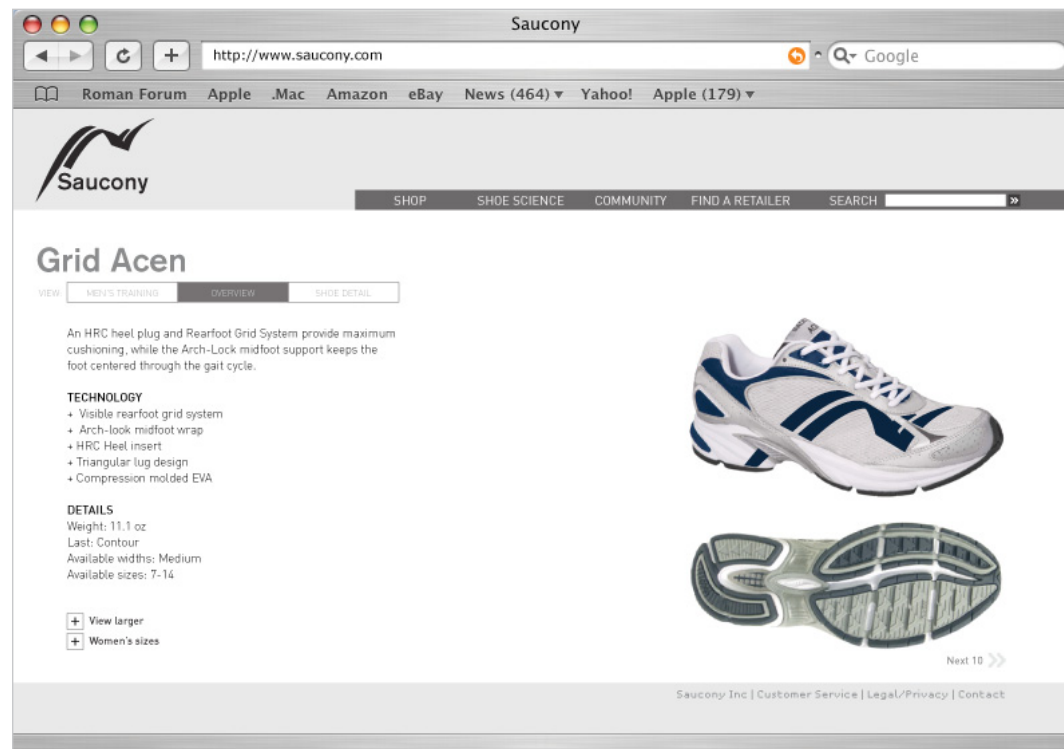 Saucony
http://www.saucony.com
Google
Roman Forum Apple .Mac Amazon eBay News (464) Yahoo! Apple (179)
Saucony
SHOP SHOE SCIENCE COMMUNITY FIND A RETAILER SEARCH
Grid Acen
VIEW MEN'S TRAINING OVERVIEW SHOE DETAIL
An HRC heel plug and Rearfoot Grid System provide maximum
cushioning, while the Arch-Lock midfoot support keeps the
foot centered through the gait cycle.
TECHNOLOGY
+ Visible rearfoot grid system
+ Arch-look midfoot wrap
+ HRC Heel insert
+ Triangular lug design
+ Compression molded EVA
DETAILS
Weight: 11.1 oz
Last: Contour
Available widths: Medium
Available sizes: 7-14
+ View larger
+ Women's sizes
Next 10
Saucony Inc | Customer Service | Legal/Privacy | Contact